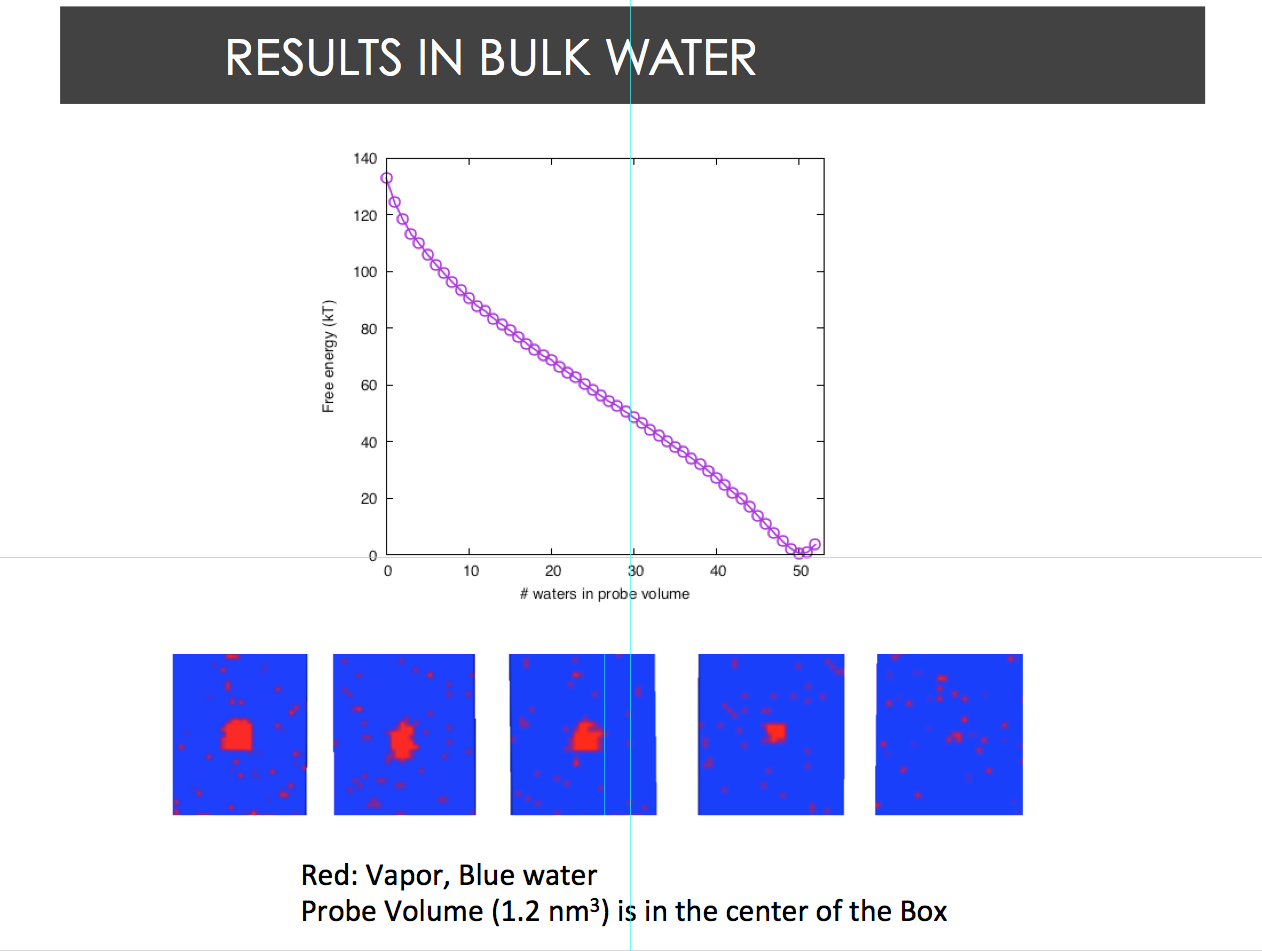 RESULTS IN BULK WATER
140
120
100
80
60
40
20
0
Free energy (kT)
0 10 20 30 40 50
# waters in probe volume
Red: Vapor, Blue water
Probe Volume (1.2 nm³) is in the center of the Box